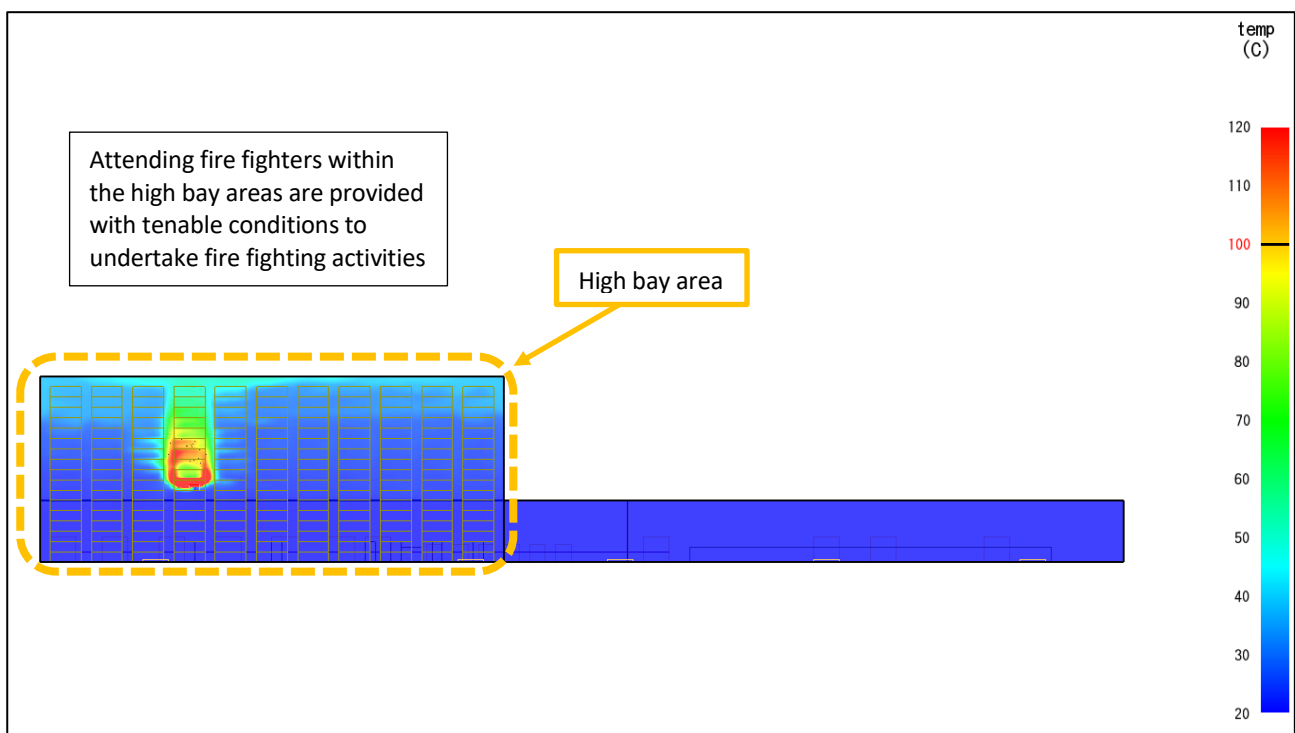 temp
(C)
Attending fire fighters within
the high bay areas are provided
with tenable conditions to
undertake fire fighting activities
High bay area
120
110
100
90
80
70
60
50
40
30
20